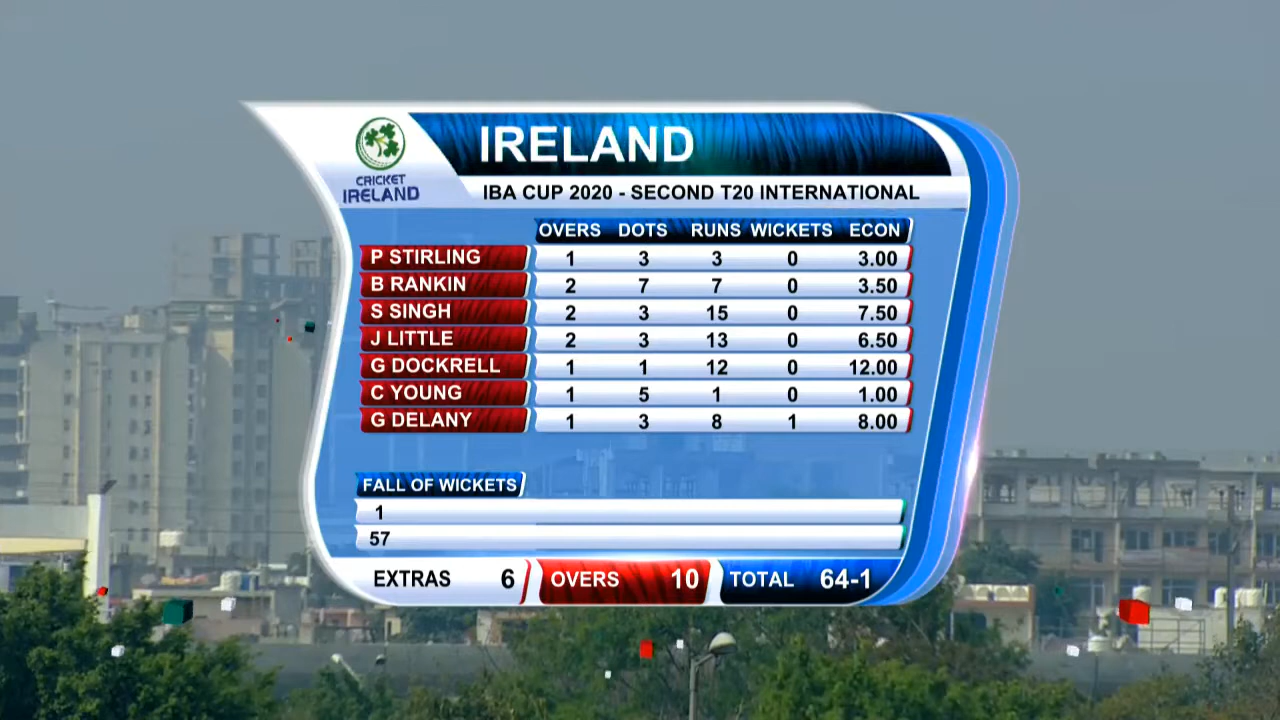 IRELAND
CRICKET
IRELAND
IBA CUP 2020 - SECOND T20 INTERNATIONAL
OVERS DOTS RUNS WICKETS ECON
P STIRLING 1 3 3 0 3.00
B RANKIN 2 7 7 0 3.50
S SINGH 2 3 15 0 7.50
J LITTLE 2 3 13 0 6.50
G DOCKRELL 1 1 12 0 12.00
C YOUNG 1 5 1 0 1.00
G DELANY 1 3 8 1 8.00
FALL OF WICKETS
1
57
EXTRAS 6 OVERS 10 TOTAL 64-1